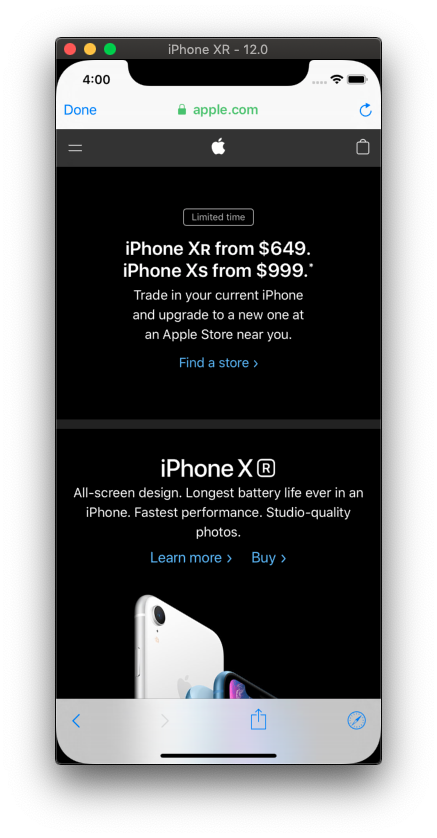 iPhone XR - 12.0
4:00
Done
apple.com
Limited time
iPhone XR from $649.
iPhone Xs from $999.*
Trade in your current iPhone
and upgrade to a new one at
an Apple Store near you.
Find a store >
iPhone X R
All-screen design. Longest battery life ever in an
iPhone. Fastest performance. Studio-quality
photos.
Learn more > Buy >